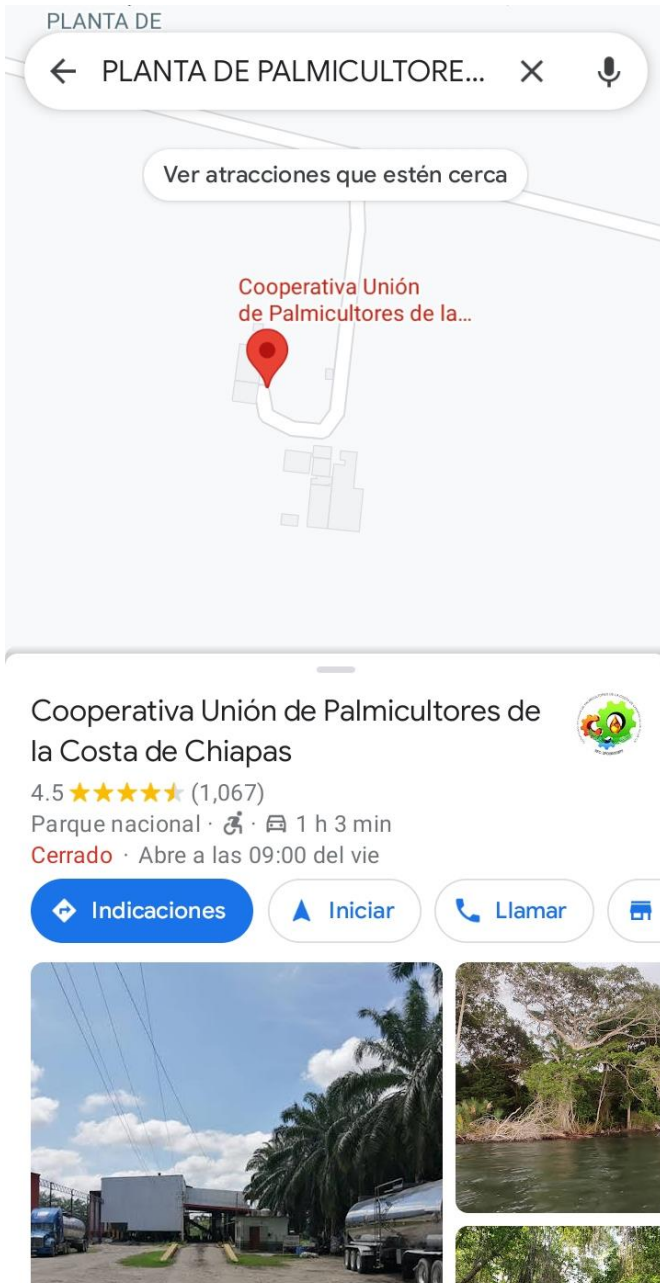 PLANTA DE
PLANTA DE PALMICULTORE...
Ver atracciones que estén cerca
Cooperativa Unión
de Palmicultores de la...
Cooperativa Unión de Palmicultores de
la Costa de Chiapas
4.5 (1,067)
Parque nacional · · 1 h 3 min
Cerrado · Abre a las 09:00 del vie
Indicaciones
Iniciar
Llamar